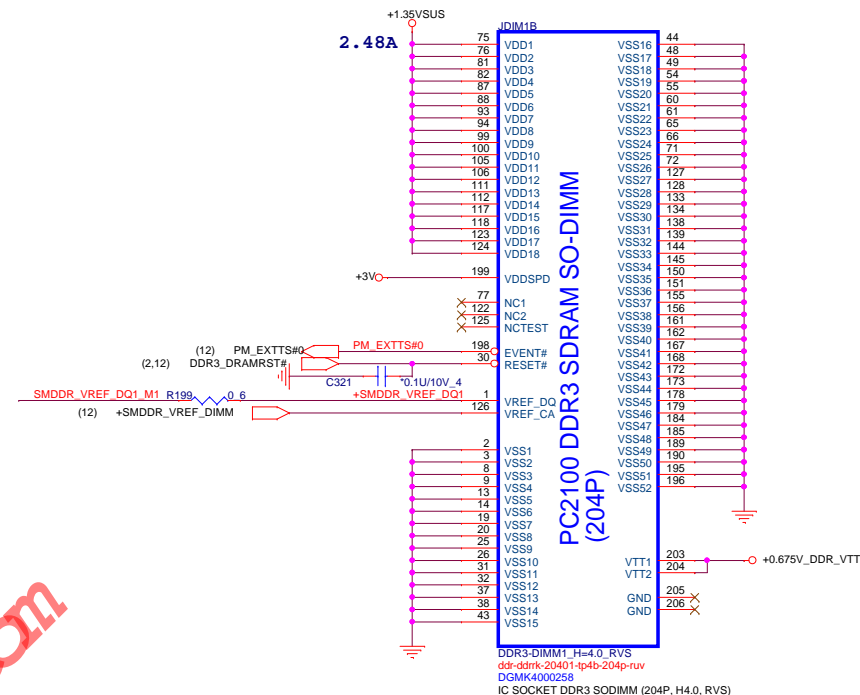 +1.35VSUS
2.48A
JDIM1B
75 VDD1
76 VDD2
81 VDD3
82 VDD4
87 VDD5
88 VDD6
93 VDD7
94 VDD8
99 VDD9
100 VDD10
105 VDD11
106 VDD12
111 VDD13
112 VDD14
117 VDD15
118 VDD16
123 VDD17
124 VDD18
+3V 199 VDDSPD
77 NC1
122 NC2
125 NCTEST
(12) PM_EXTTS#0 PM_EXTTS#0 198 EVENT#
(2,12) DDR3_DRAMRST# 30 RESET#
C321 *0.1U/10V_4
SMDDR_VREF_DQ1_M1 R199 0_6 +SMDDR_VREF_DQ1 1 VREF_DQ
(12) +SMDDR_VREF_DIMM 126 VREF_CA
2 VSS1
3 VSS2
8 VSS3
9 VSS4
13 VSS5
14 VSS6
19 VSS7
20 VSS8
25 VSS9
26 VSS10
31 VSS11
32 VSS12
37 VSS13
38 VSS14
43 VSS15
PC2100 DDR3 SDRAM SO-DIMM
(204P)
VSS16 44
VSS17 48
VSS18 49
VSS19 54
VSS20 55
VSS21 60
VSS22 61
VSS23 65
VSS24 66
VSS25 71
VSS26 72
VSS27 127
VSS28 128
VSS29 133
VSS30 134
VSS31 138
VSS32 139
VSS33 144
VSS34 145
VSS35 150
VSS36 151
VSS37 155
VSS38 156
VSS39 161
VSS40 162
VSS41 167
VSS42 168
VSS43 172
VSS44 173
VSS45 178
VSS46 179
VSS47 184
VSS48 185
VSS49 189
VSS50 190
VSS51 195
VSS52 196
VTT1 203
VTT2 204
+0.675V_DDR_VTT
GND 205
GND 206
DDR3-DIMM1_H=4.0_RVS
ddr-ddrrk-20401-tp4b-204p-ruv
DGMK4000258
IC SOCKET DDR3 SODIMM (204P, H4.0, RVS)
om